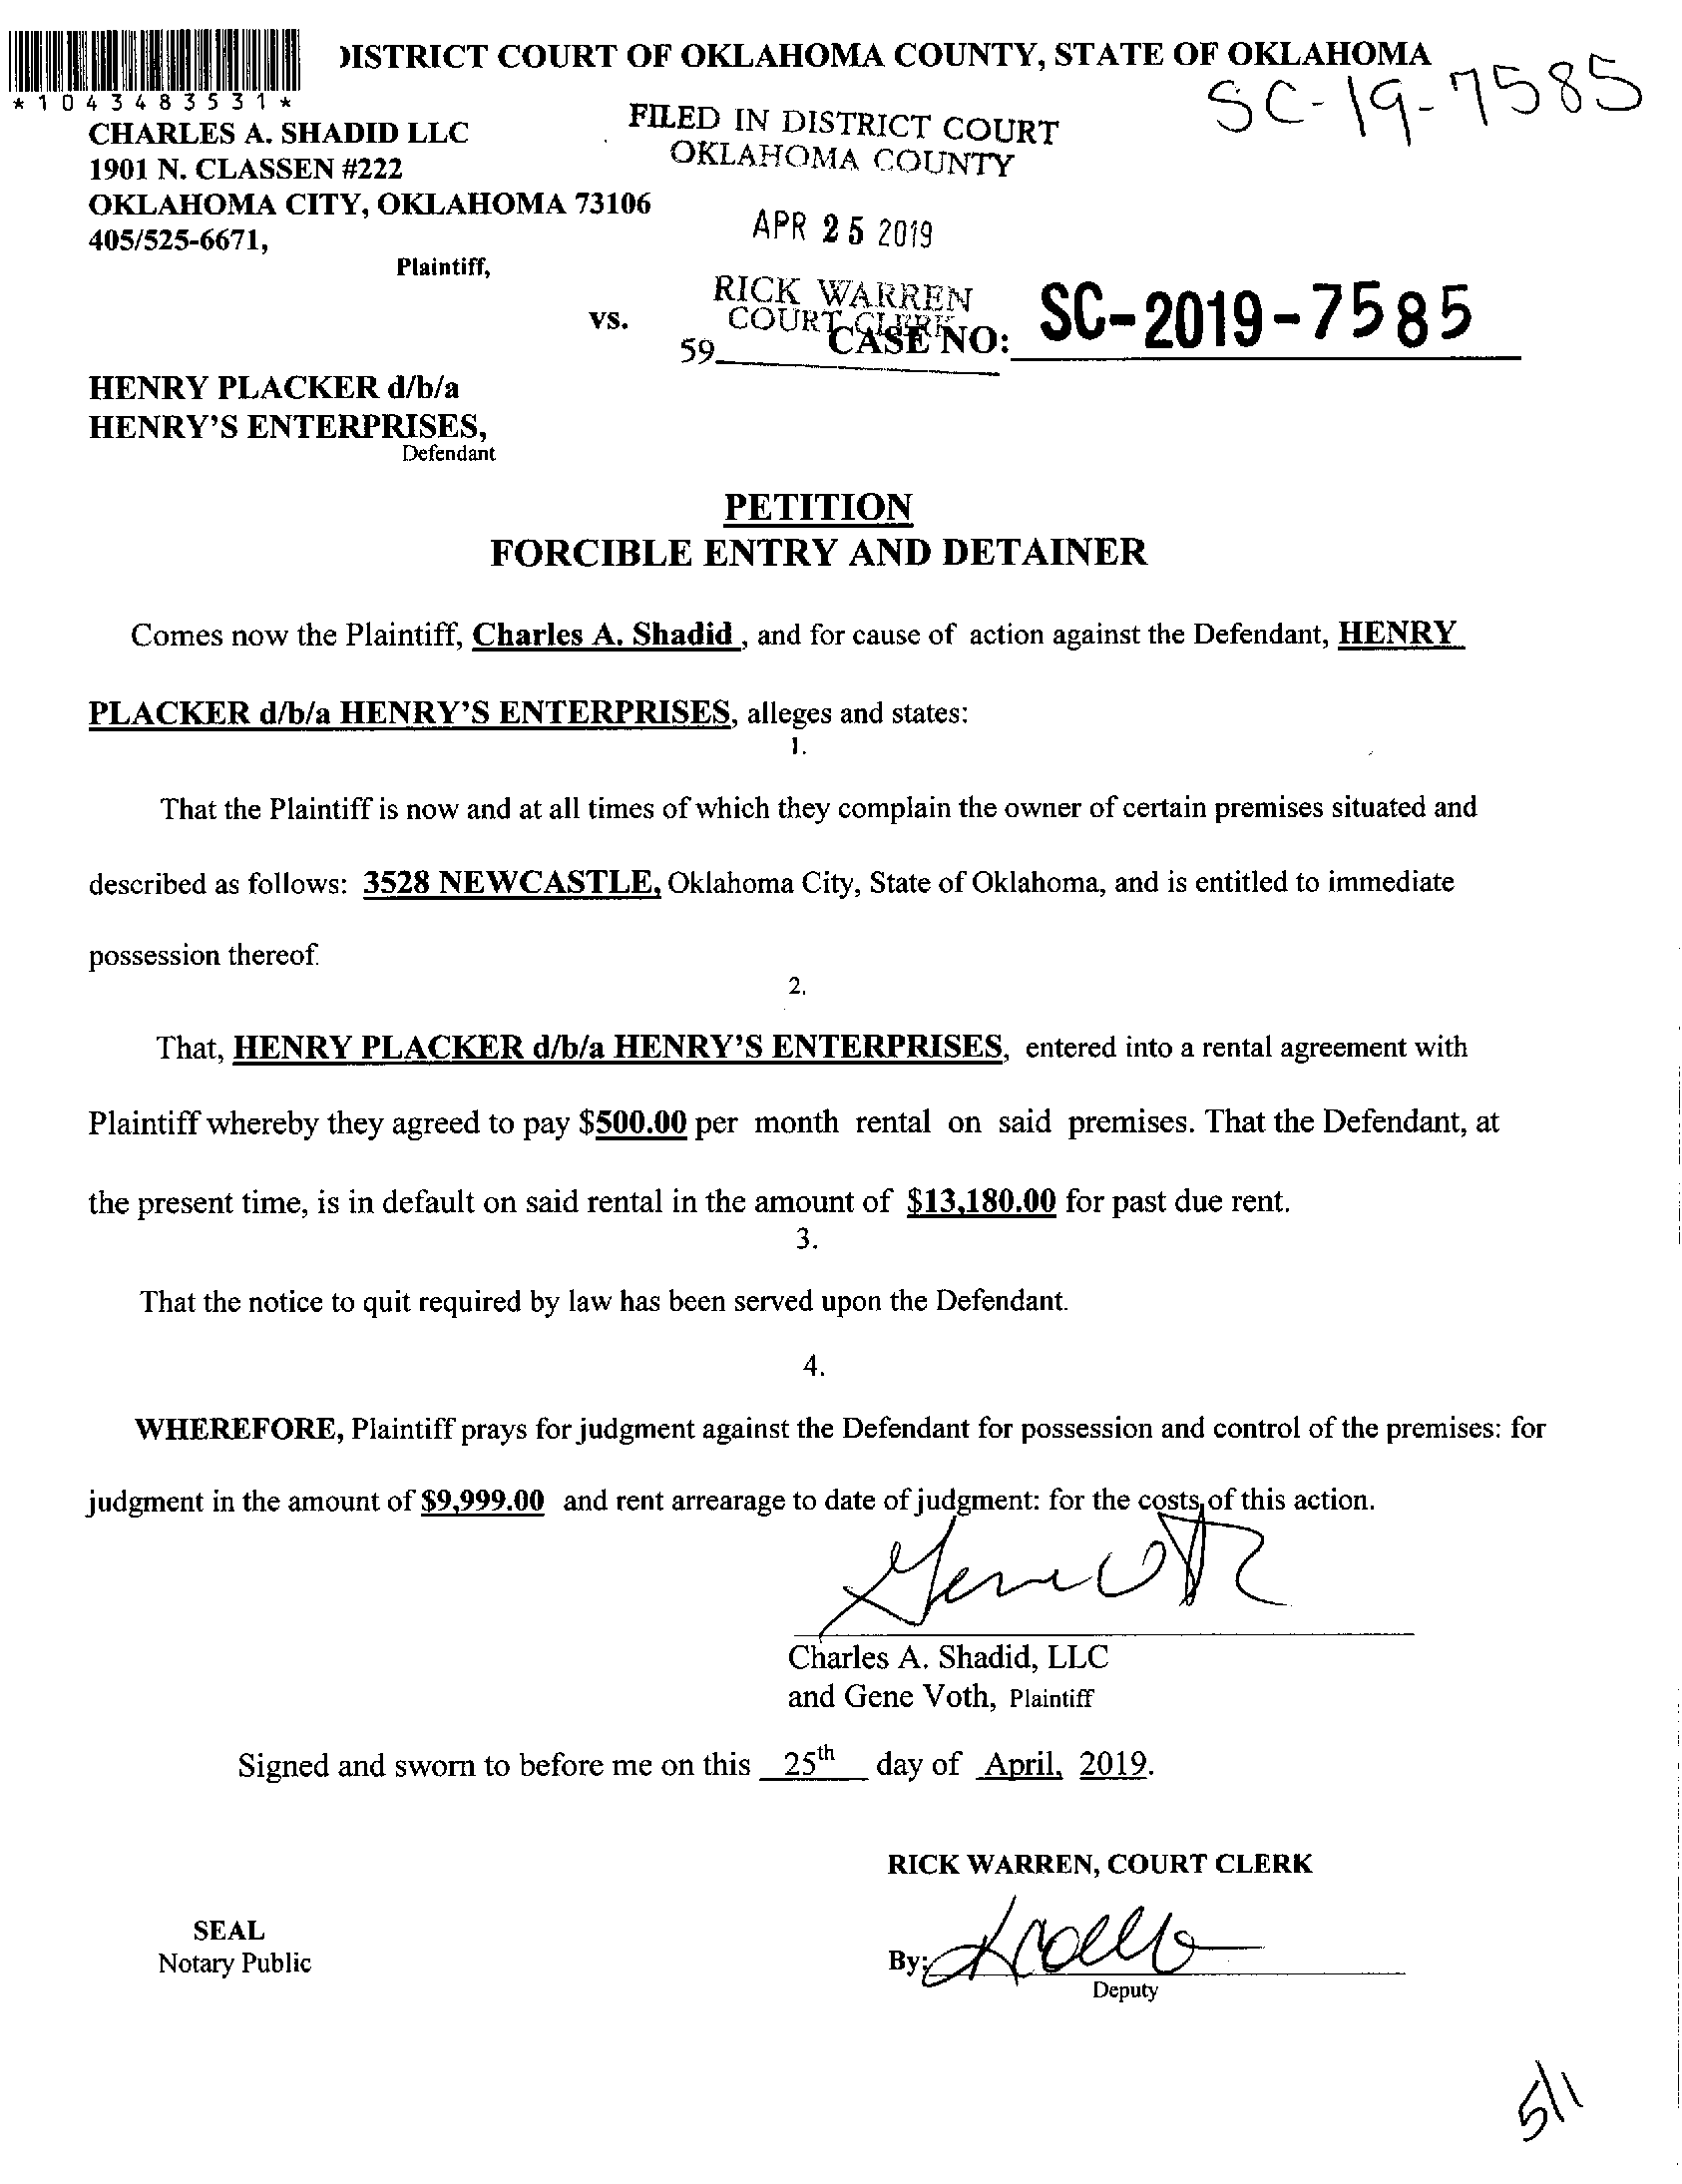 )ISTRICT COURT OF OKLAHOMA COUNTY, STATE OF OKLAHOMA
SC-19-7585
*1043483531*
CHARLES A. SHADID LLC
1901 N. CLASSEN #222
OKLAHOMA CITY, OKLAHOMA 73106
405/525-6671,
Plaintiff,
FILED IN DISTRICT COURT
OKLAHOMA COUNTY
APR 25 2019
RICK WARREN
COURT CLERK
59
vs.
CASE NO: SC-2019-7585
HENRY PLACKER d/b/a
HENRY'S ENTERPRISES,
Defendant
PETITION
FORCIBLE ENTRY AND DETAINER
Comes now the Plaintiff, Charles A. Shadid , and for cause of action against the Defendant, HENRY
PLACKER d/b/a HENRY'S ENTERPRISES, alleges and states:
1.
That the Plaintiff is now and at all times of which they complain the owner of certain premises situated and
described as follows: 3528 NEWCASTLE, Oklahoma City, State of Oklahoma, and is entitled to immediate
possession thereof.
2.
That, HENRY PLACKER d/b/a HENRY'S ENTERPRISES, entered into a rental agreement with
Plaintiff whereby they agreed to pay $500.00 per month rental on said premises. That the Defendant, at
the present time, is in default on said rental in the amount of $13,180.00 for past due rent.
3.
That the notice to quit required by law has been served upon the Defendant.
4.
WHEREFORE, Plaintiff prays for judgment against the Defendant for possession and control of the premises: for
judgment in the amount of $9,999.00 and rent arrearage to date of judgment: for the costs of this action.
Charles A. Shadid, LLC
and Gene Voth, Plaintiff
Signed and sworn to before me on this 25th day of April, 2019.
RICK WARREN, COURT CLERK
SEAL
Notary Public
By:
Deputy
5/1